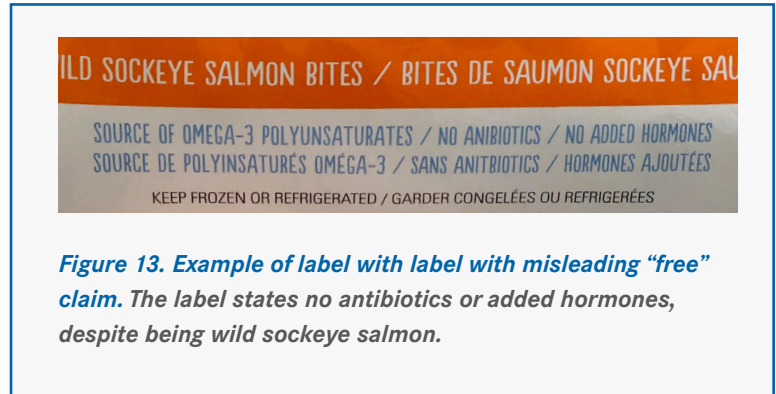 ILD SOCKEYE SALMON BITES / BITES DE SAUMON SOCKEYE SAU
SOURCE OF OMEGA-3 POLYUNSATURATES / NO ANIBIOTICS / NO ADDED HORMONES
SOURCE DE POLYINSATURÉS OMÉGA-3 / SANS ANITBIOTICS / HORMONES AJOUTÉES
KEEP FROZEN OR REFRIGERATED / GARDER CONGELÉES OU REFRIGERÉES
Figure 13. Example of label with label with misleading “free”
claim. The label states no antibiotics or added hormones,
despite being wild sockeye salmon.